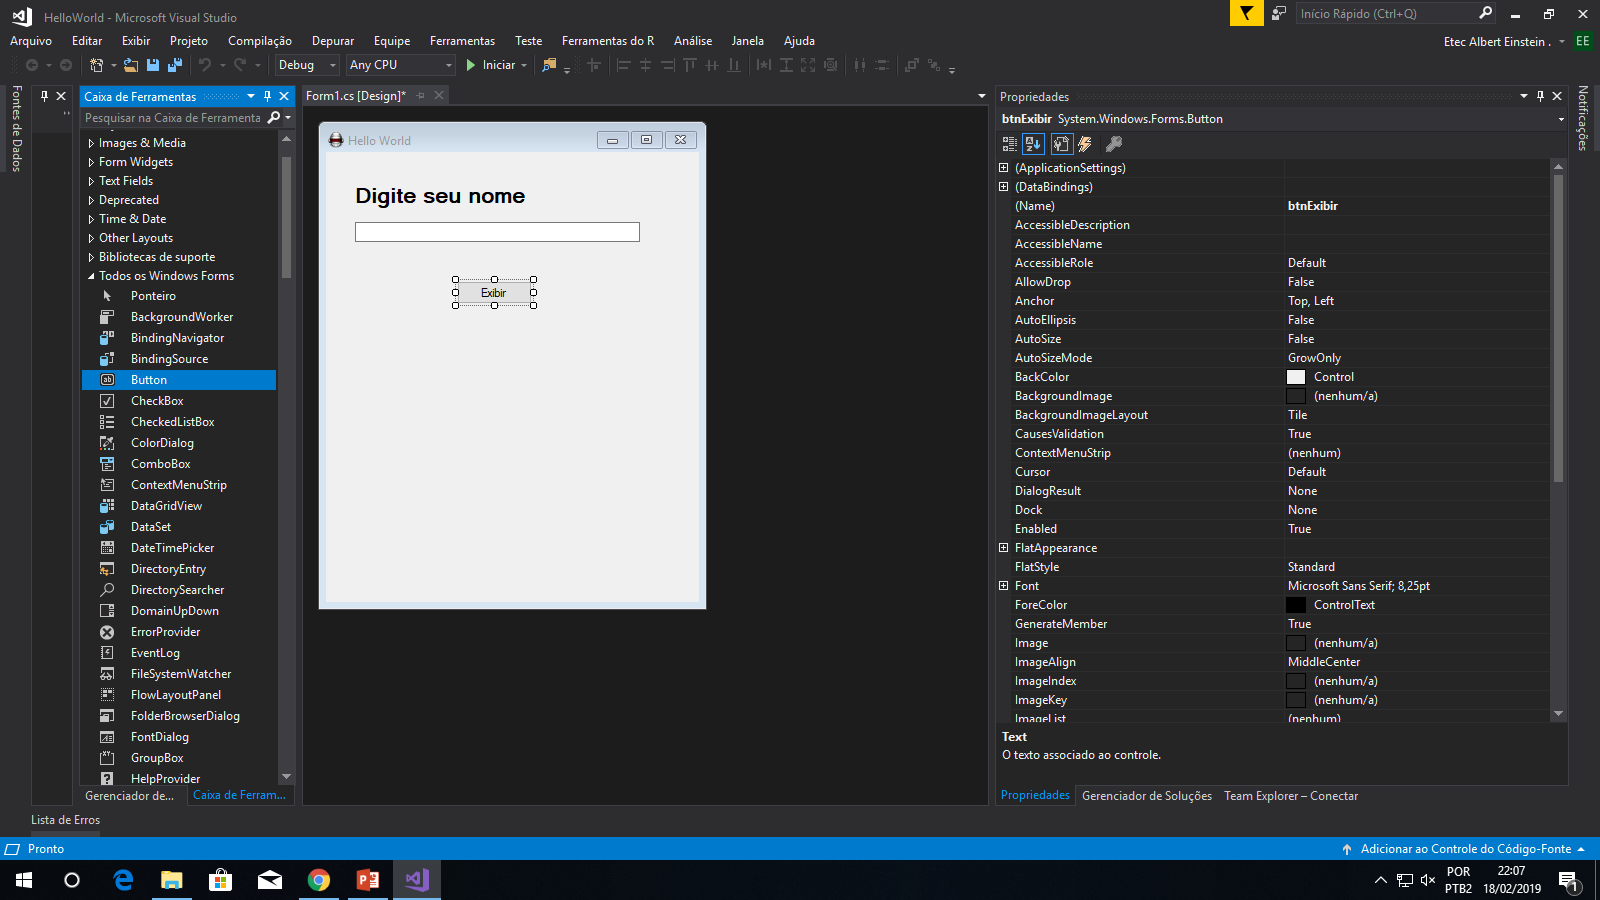 HelloWorld - Microsoft Visual Studio
Início Rápido (Ctrl+Q)
Arquivo Editar Exibir Projeto Compilação Depurar Equipe Ferramentas Teste Ferramentas do R Análise Janela Ajuda
Etec Albert Einstein . EE
Debug Any CPU Iniciar
Fontes de Dados
Caixa de Ferramentas
Pesquisar na Caixa de Ferramenta
Images & Media
Form Widgets
Text Fields
Deprecated
Time & Date
Other Layouts
Bibliotecas de suporte
Todos os Windows Forms
Ponteiro
BackgroundWorker
BindingNavigator
BindingSource
Button
CheckBox
CheckedListBox
ColorDialog
ComboBox
ContextMenuStrip
DataGridView
DataSet
DateTimePicker
DirectoryEntry
DirectorySearcher
DomainUpDown
ErrorProvider
EventLog
FileSystemWatcher
FlowLayoutPanel
FolderBrowserDialog
FontDialog
GroupBox
HelpProvider
Gerenciador de... Caixa de Ferram...
Form1.cs [Design]*
Hello World
Digite seu nome
Exibir
Propriedades
btnExibir System.Windows.Forms.Button
(ApplicationSettings)
(DataBindings)
(Name) btnExibir
AccessibleDescription
AccessibleName
AccessibleRole Default
AllowDrop False
Anchor Top, Left
AutoEllipsis False
AutoSize False
AutoSizeMode GrowOnly
BackColor Control
BackgroundImage (nenhum/a)
BackgroundImageLayout Tile
CausesValidation True
ContextMenuStrip (nenhum)
Cursor Default
DialogResult None
Dock None
Enabled True
FlatAppearance
FlatStyle Standard
Font Microsoft Sans Serif; 8,25pt
ForeColor ControlText
GenerateMember True
Image (nenhum/a)
ImageAlign MiddleCenter
ImageIndex (nenhum/a)
ImageKey (nenhum/a)
ImageList (nenhum)
Text
O texto associado ao controle.
Propriedades Gerenciador de Soluções Team Explorer – Conectar
Notificações
Lista de Erros
Pronto
Adicionar ao Controle do Código-Fonte
POR
PTB2
22:07
18/02/2019
1